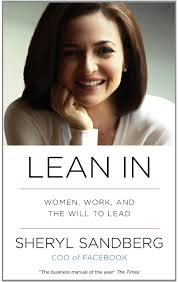 LEAN IN
WOMEN, WORK, AND
THE WILL TO LEAD
SHERYL SANDBERG
COO of FACEBOOK
"The business manual of the year" The Times